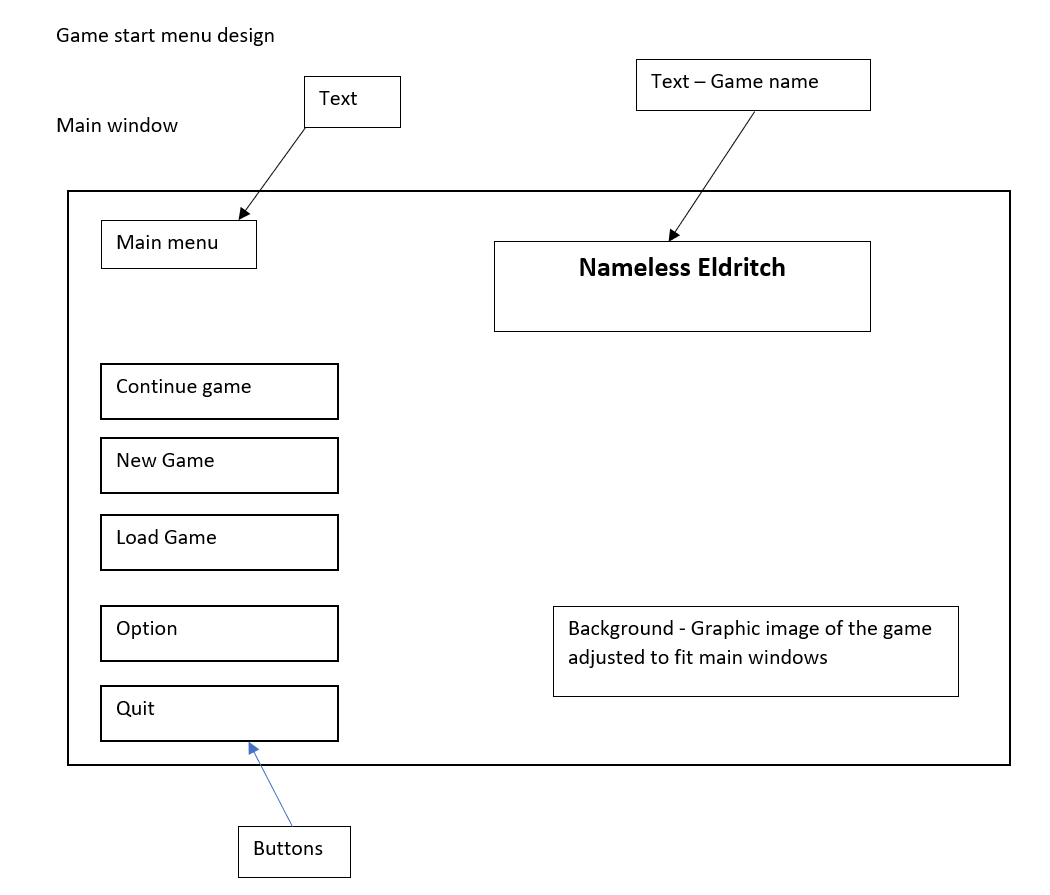 Game start menu design
Text
Text – Game name
Main window
Main menu
Nameless Eldritch
Continue game
New Game
Load Game
Option
Background - Graphic image of the game
adjusted to fit main windows
Quit
Buttons